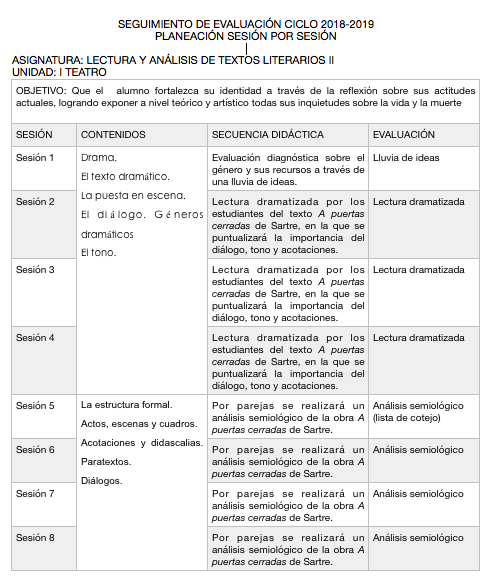 SEGUIMIENTO DE EVALUACIÓN CICLO 2018-2019
PLANEACIÓN SESIÓN POR SESIÓN
ASIGNATURA: LECTURA Y ANÁLISIS DE TEXTOS LITERARIOS II
UNIDAD: I TEATRO
OBJETIVO: Que el alumno fortalezca su identidad a través de la reflexión sobre sus actitudes
actuales, logrando exponer a nivel teórico y artístico todas sus inquietudes sobre la vida y la muerte
SESIÓN CONTENIDOS SECUENCIA DIDÁCTICA EVALUACIÓN
Sesión 1
Drama.
El texto dramático.
La puesta en escena.
El diálogo. Géneros
dramáticos
El tono.
Evaluación diagnóstica sobre el
género y sus recursos a través de
una lluvia de ideas.
Lluvia de ideas
Sesión 2
Lectura dramatizada por los
estudiantes del texto A puertas
cerradas de Sartre, en la que se
puntualizará la importancia del
diálogo, tono y acotaciones.
Lectura dramatizada
Sesión 3
Lectura dramatizada por los
estudiantes del texto A puertas
cerradas de Sartre, en la que se
puntualizará la importancia del
diálogo, tono y acotaciones.
Lectura dramatizada
Sesión 4
Lectura dramatizada por los
estudiantes del texto A puertas
cerradas de Sartre, en la que se
puntualizará la importancia del
diálogo, tono y acotaciones.
Lectura dramatizada
Sesión 5
La estructura formal.
Actos, escenas y cuadros.
Acotaciones y didascalias.
Paratextos.
Diálogos.
Por parejas se realizará un
análisis semiológico de la obra A
puertas cerradas de Sartre.
Análisis semiológico
(lista de cotejo)
Sesión 6
Por parejas se realizará un
análisis semiológico de la obra A
puertas cerradas de Sartre.
Análisis semiológico
Sesión 7
Por parejas se realizará un
análisis semiológico de la obra A
puertas cerradas de Sartre.
Análisis semiológico
Sesión 8
Por parejas se realizará un
análisis semiológico de la obra A
puertas cerradas de Sartre.
Análisis semiológico